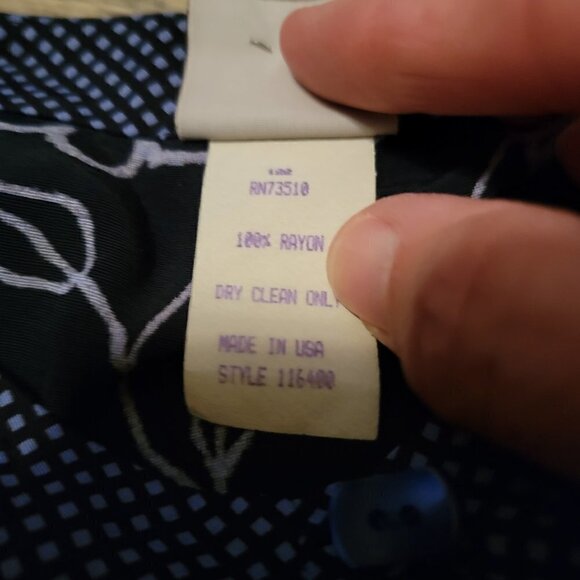 RN73510
100% RAYON
DRY CLEAN ONLY
MADE IN USA
STYLE 116400